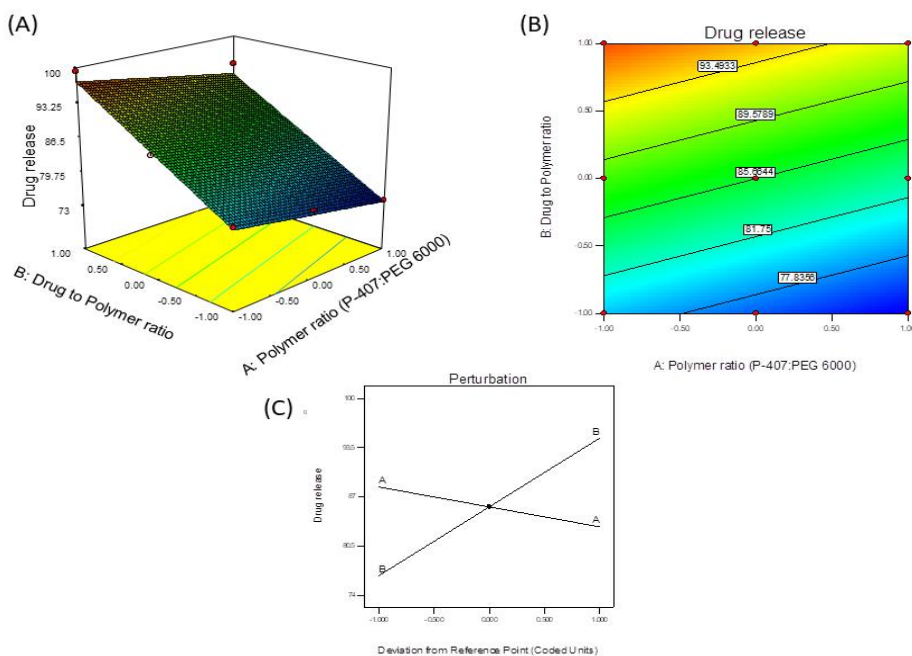 (A)
100
93.25
86.5
79.75
73
Drug release
1.00
0.50
0.00
-0.50
-1.00
B: Drug to Polymer ratio
1.00
0.50
0.00
-0.50
-1.00
A: Polymer ratio (P-407:PEG 6000)
(B)
Drug release
1.00
0.50
0.00
-0.50
-1.00
B: Drug to Polymer ratio
93.4933
89.5789
85.6644
81.75
77.8356
-1.00
-0.50
0.00
0.50
1.00
A: Polymer ratio (P-407:PEG 6000)
(C)
Perturbation
100
93.5
87
80.5
74
Drug release
A
B
B
A
-1.000
-0.500
0.000
0.500
1.000
Deviation from Reference Point (Coded Units)